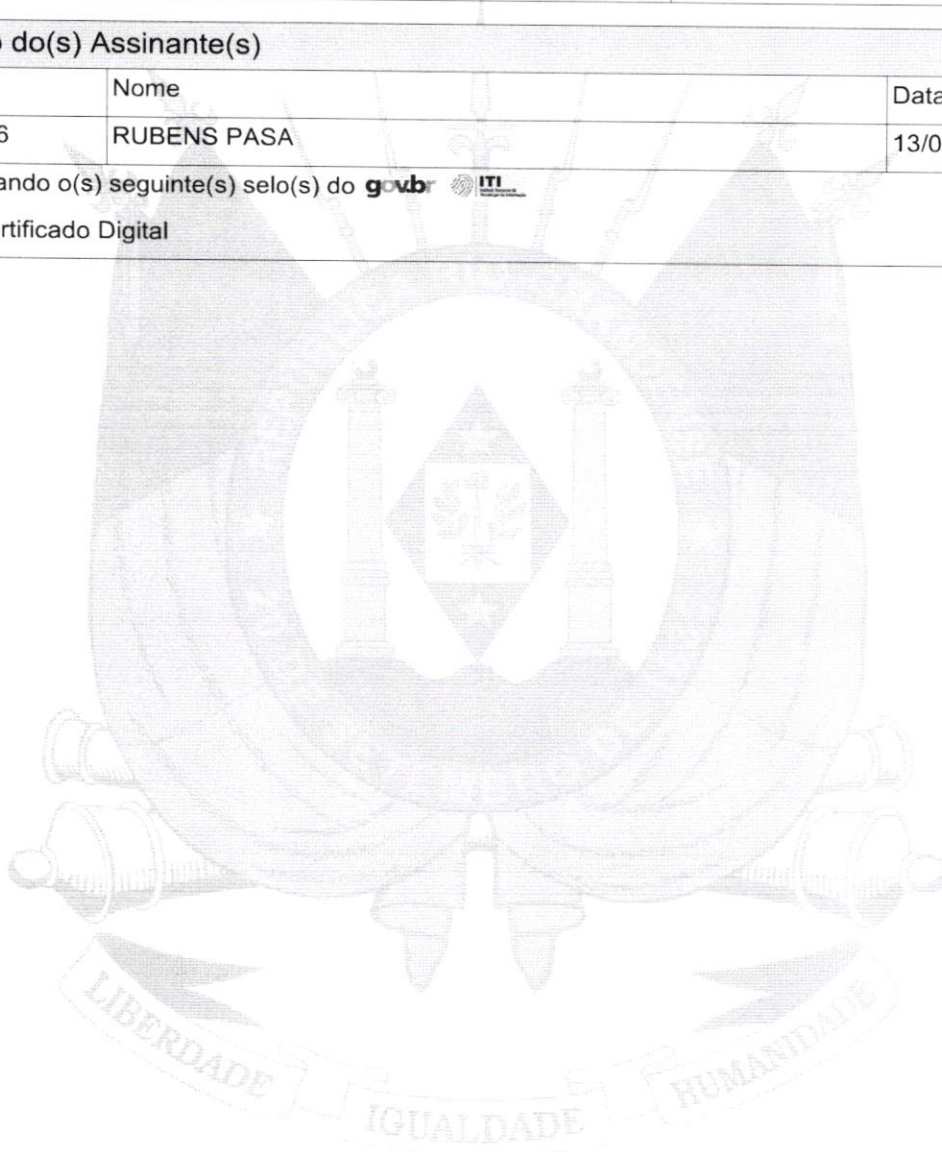 do(s) Assinante(s)
Nome Data
6 RUBENS PASA 13/0
ando o(s) seguinte(s) selo(s) do gov.br ITI
rtificado Digital
LIBERDADE IGUALDADE HUMANIDADE